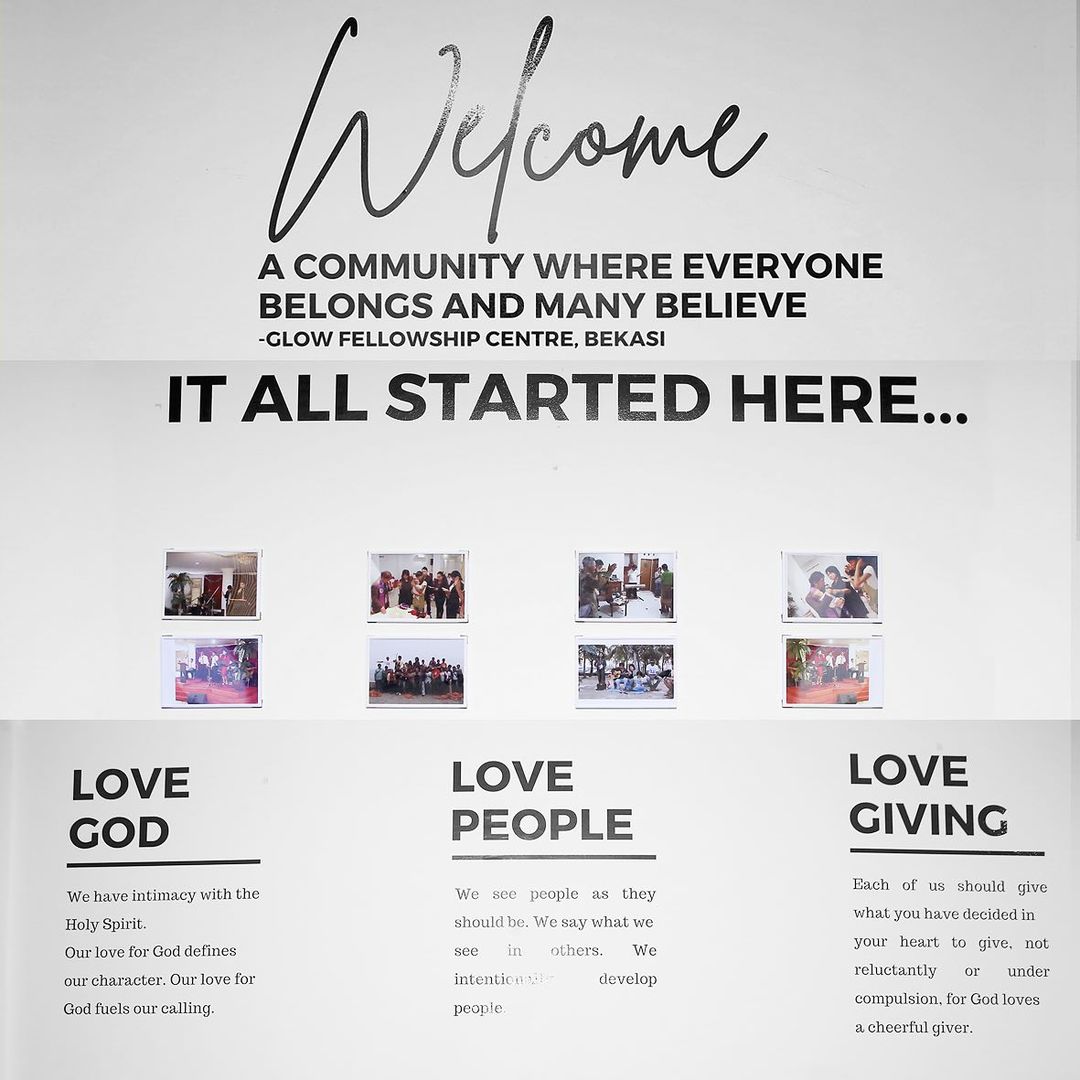 Welcome
A COMMUNITY WHERE EVERYONE
BELONGS AND MANY BELIEVE
-GLOW FELLOWSHIP CENTRE, BEKASI
IT ALL STARTED HERE...
LOVE
GOD
We have intimacy with the
Holy Spirit.
Our love for God defines
our character. Our love for
God fuels our calling.
LOVE
PEOPLE
We see people as they
should be. We say what we
see in others. We
intentionally develop
people.
LOVE
GIVING
Each of us should give
what you have decided in
your heart to give, not
reluctantly or under
compulsion, for God loves
a cheerful giver.